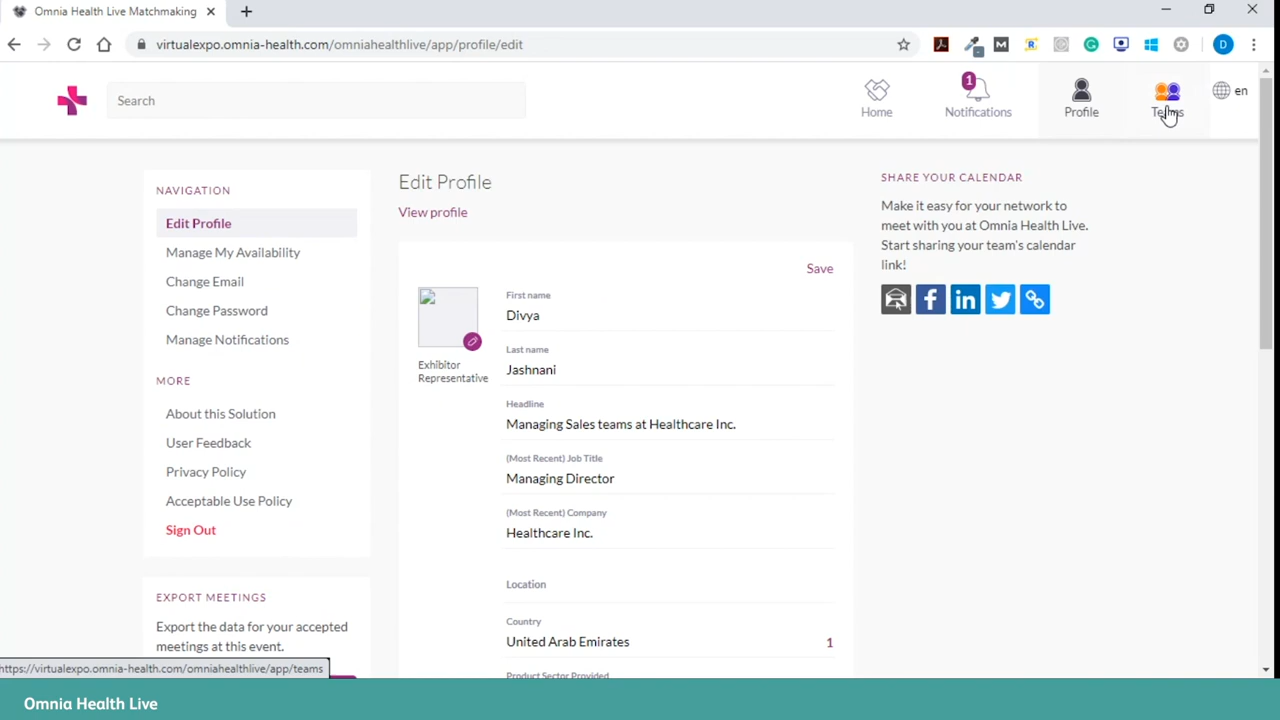 Omnia Health Live Matchmaking
virtualexpo.omnia-health.com/omniahealthlive/app/profile/edit
D
Search
Home
1
Notifications
Profile
Teams
en
NAVIGATION
Edit Profile
Manage My Availability
Change Email
Change Password
Manage Notifications
MORE
About this Solution
User Feedback
Privacy Policy
Acceptable Use Policy
Sign Out
EXPORT MEETINGS
Export the data for your accepted
meetings at this event.
Edit Profile
View profile
Save
Exhibitor
Representative
First name
Divya
Last name
Jashnani
Headline
Managing Sales teams at Healthcare Inc.
(Most Recent) Job Title
Managing Director
(Most Recent) Company
Healthcare Inc.
Location
Country
United Arab Emirates 1
Product Sector Provided
SHARE YOUR CALENDAR
Make it easy for your network to
meet with you at Omnia Health Live.
Start sharing your team's calendar
link!
https://virtualexpo.omnia-health.com/omniahealthlive/app/teams
Omnia Health Live